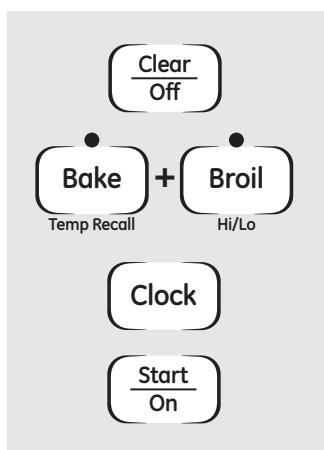 Clear
Off
Bake + Broil
Temp Recall Hi/Lo
Clock
Start
On